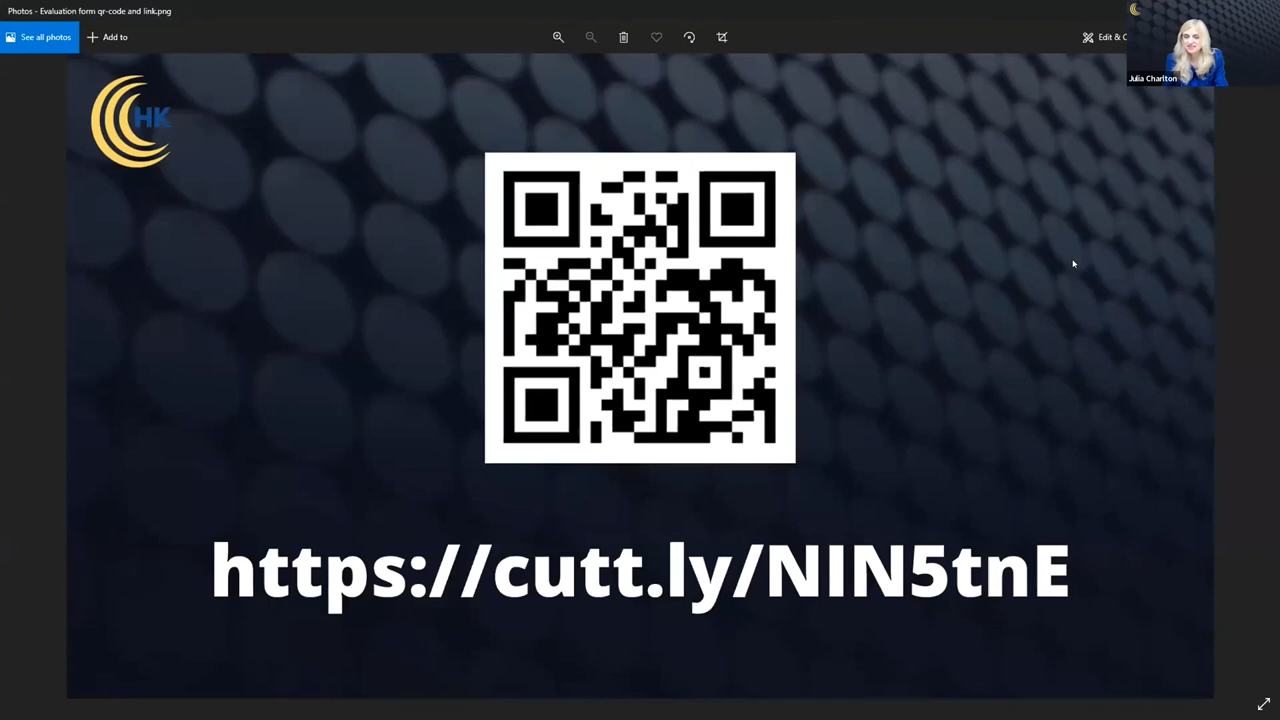 Photos - Evaluation form qr-code and link.png
See all photos
Add to
Edit & C
Julia Charlton
HK
https://cutt.ly/NIN5tnE